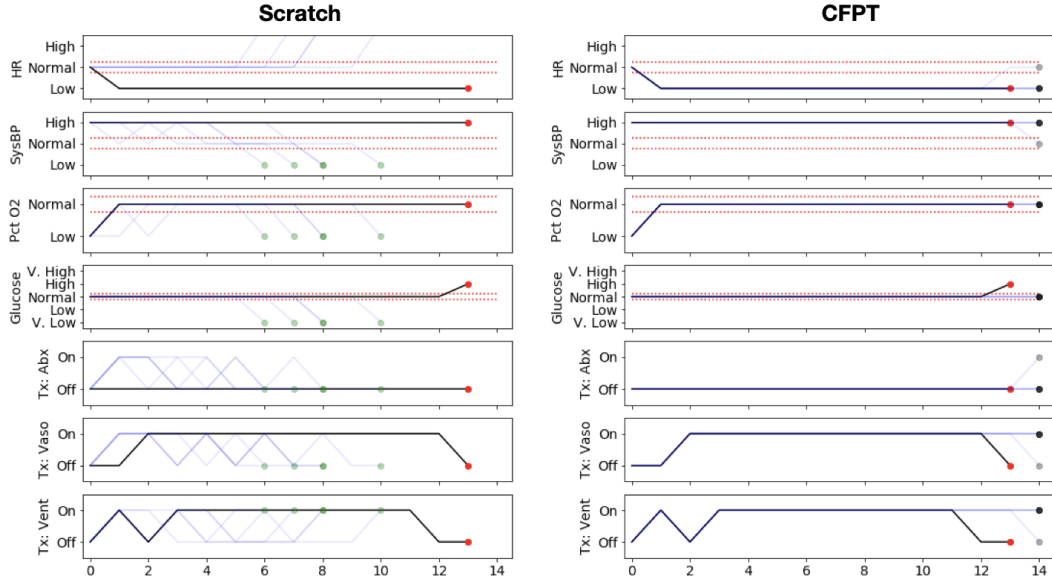 Scratch
CFPT
High
Normal
Low
HR
High
Normal
Low
SysBP
Normal
Low
Pct O2
V. High
High
Normal
Low
V. Low
Glucose
On
Off
Tx: Abx
On
Off
Tx: Vaso
On
Off
Tx: Vent
0 2 4 6 8 10 12 14
High
Normal
Low
HR
High
Normal
Low
SysBP
Normal
Low
Pct O2
V. High
High
Normal
Low
V. Low
Glucose
On
Off
Tx: Abx
On
Off
Tx: Vaso
On
Off
Tx: Vent
0 2 4 6 8 10 12 14